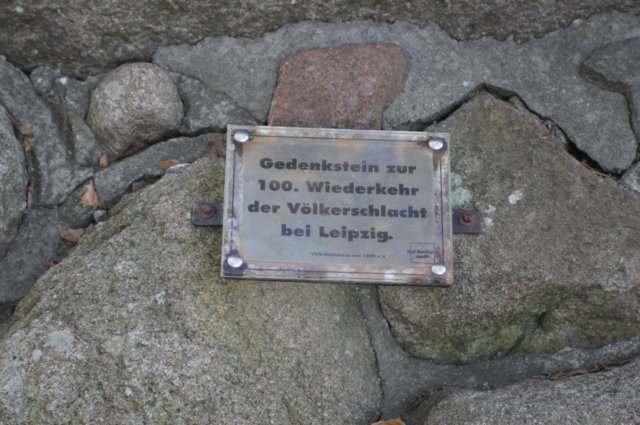 Gedenkstein zur
100. Wiederkehr
der Völkerschlacht
bei Leipzig.